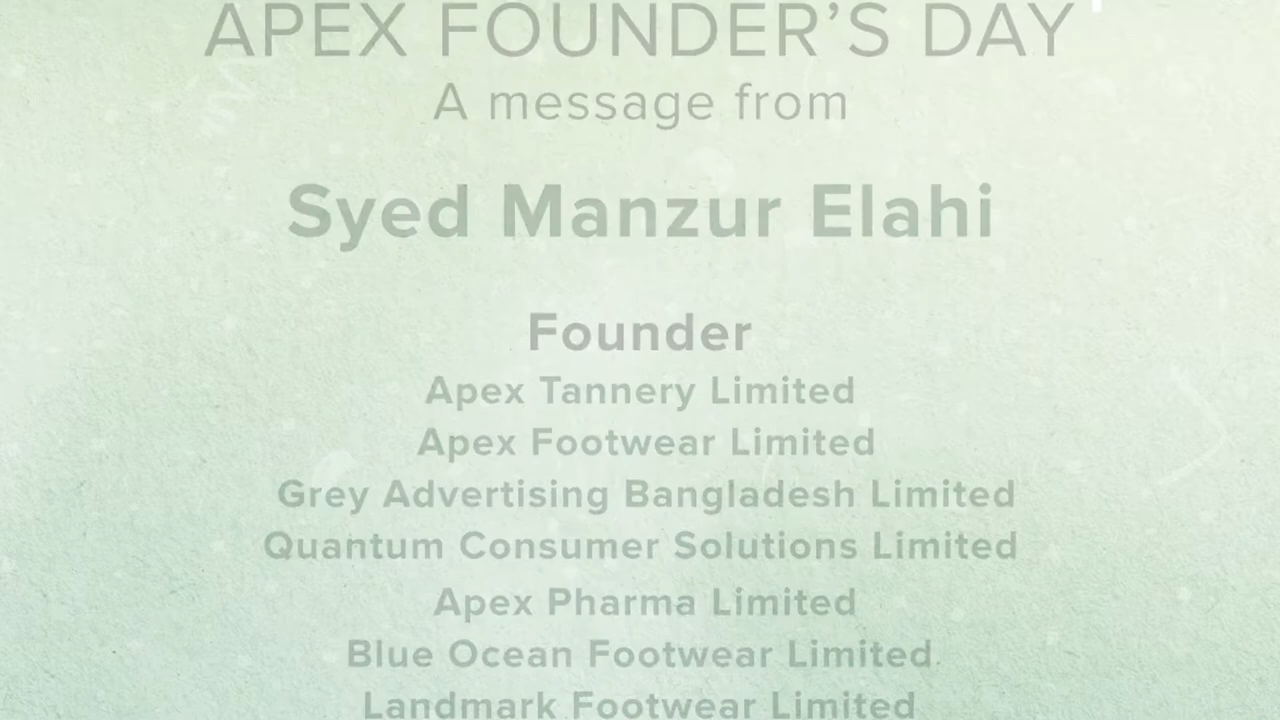 APEX FOUNDER’S DAY
A message from
Syed Manzur Elahi
Founder
Apex Tannery Limited
Apex Footwear Limited
Grey Advertising Bangladesh Limited
Quantum Consumer Solutions Limited
Apex Pharma Limited
Blue Ocean Footwear Limited
Landmark Footwear Limited